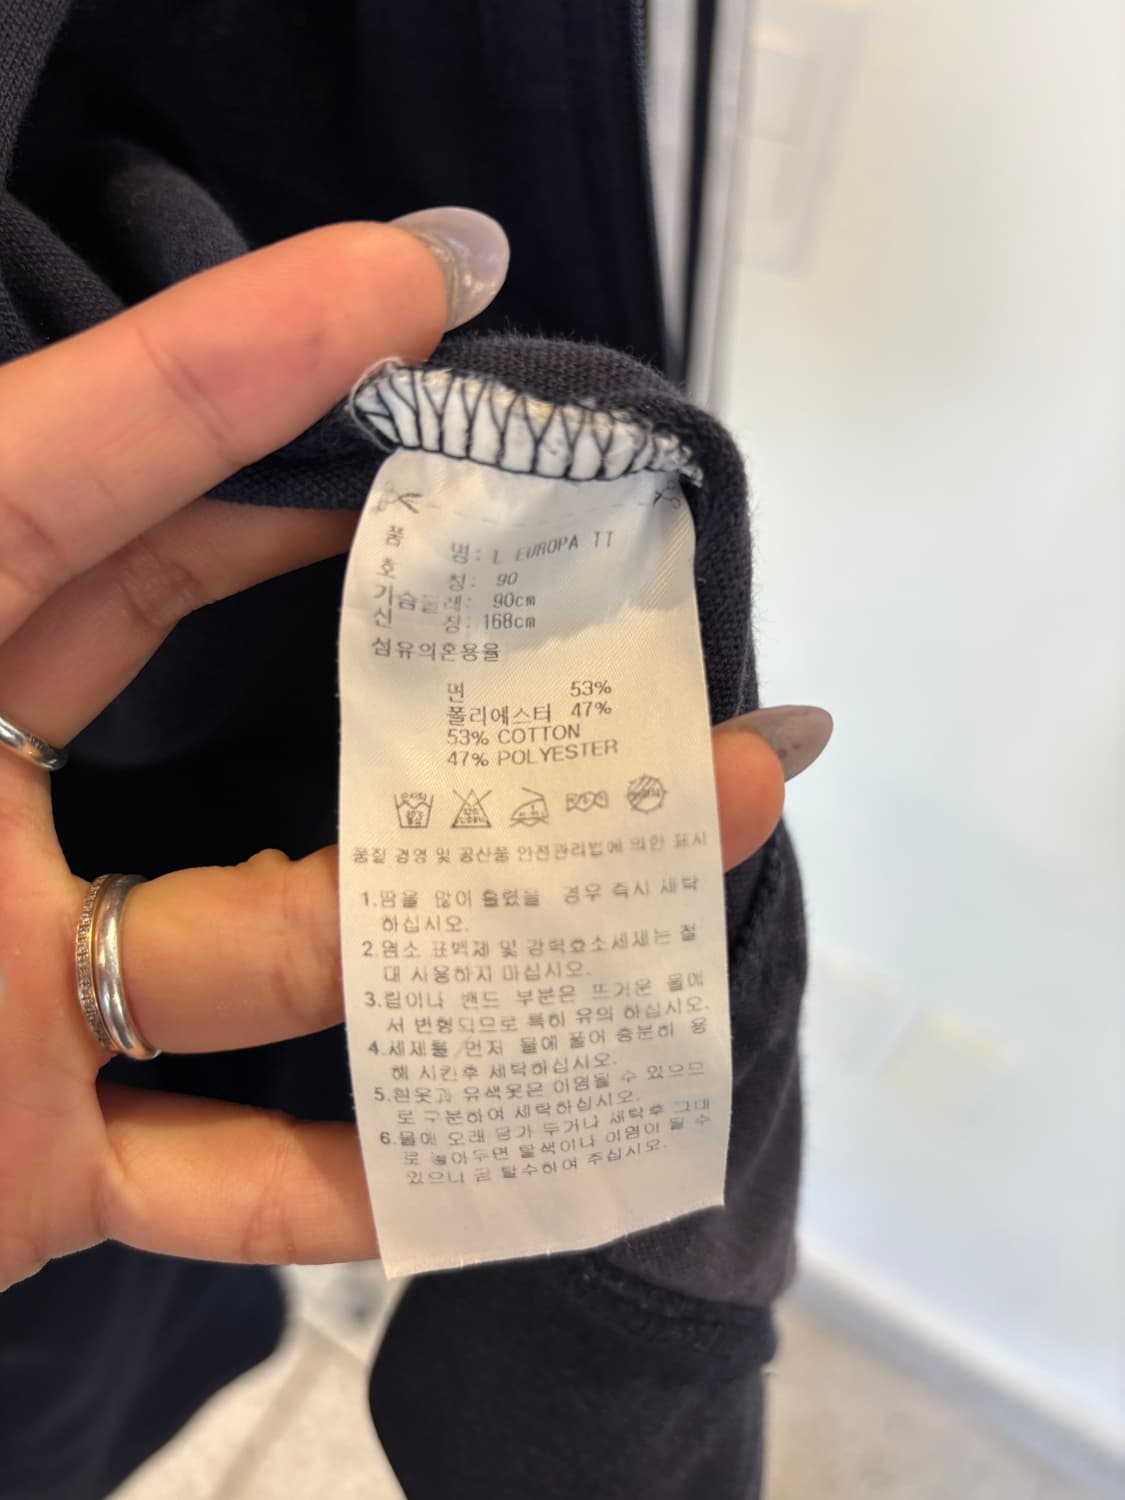 품 명: L EUROPA TT
호 칭: 90
가슴둘레: 90cm
신 장: 168cm
섬유의혼용율
면 53%
폴리에스터 47%
53% COTTON
47% POLYESTER
품질 경영 및 공산품 안전관리법에 의한 표시
1.땀을 많이 흘렸을 경우 즉시 세탁
하십시오.
2.염소 표백제 및 강력효소세제는 절
대 사용하지 마십시오.
3.립이나 밴드 부분은 뜨거운 물에
서 변형되므로 특히 유의 하십시오.
4.세제를 먼저 물에 풀어 충분히 용
해 시킨후 세탁하십시오.
5.흰옷과 유색옷은 이염될 수 있으므
로 구분하여 세탁하십시오.
6.물에 오래 담가 두거나 세탁후 그대
로 놓아두면 탈색이나 이염이 될 수
있으니 곧 탈수하여 주십시오.